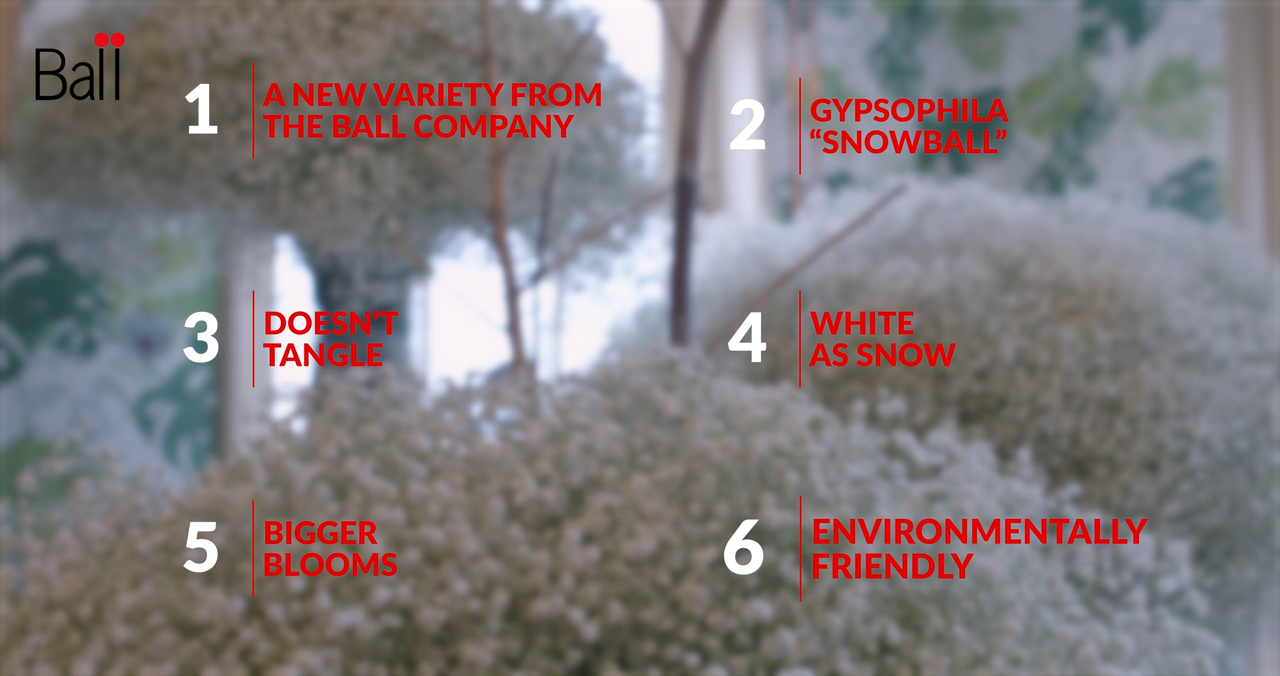 Ball
1
A NEW VARIETY FROM
THE BALL COMPANY
2
GYPSOPHILA
“SNOWBALL”
3
DOESN'T
TANGLE
4
WHITE
AS SNOW
5
BIGGER
BLOOMS
6
ENVIRONMENTALLY
FRIENDLY